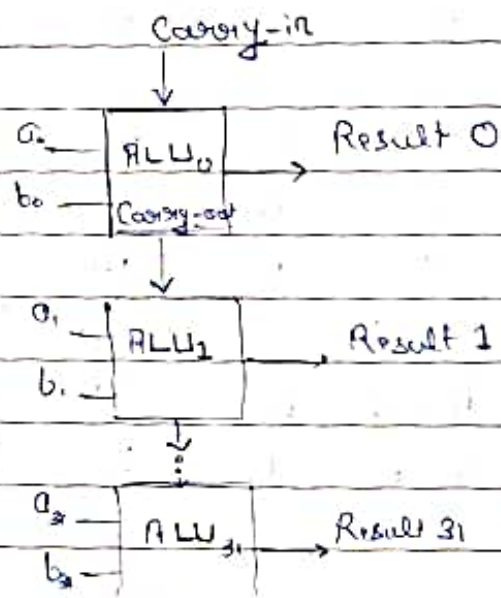 Carry-in
a₀ ALU₀ Result 0
b₀ Carry-out
a₁ ALU₁ Result 1
b₁
a₃₁ ALU₃₁ Result 31
b₃₁